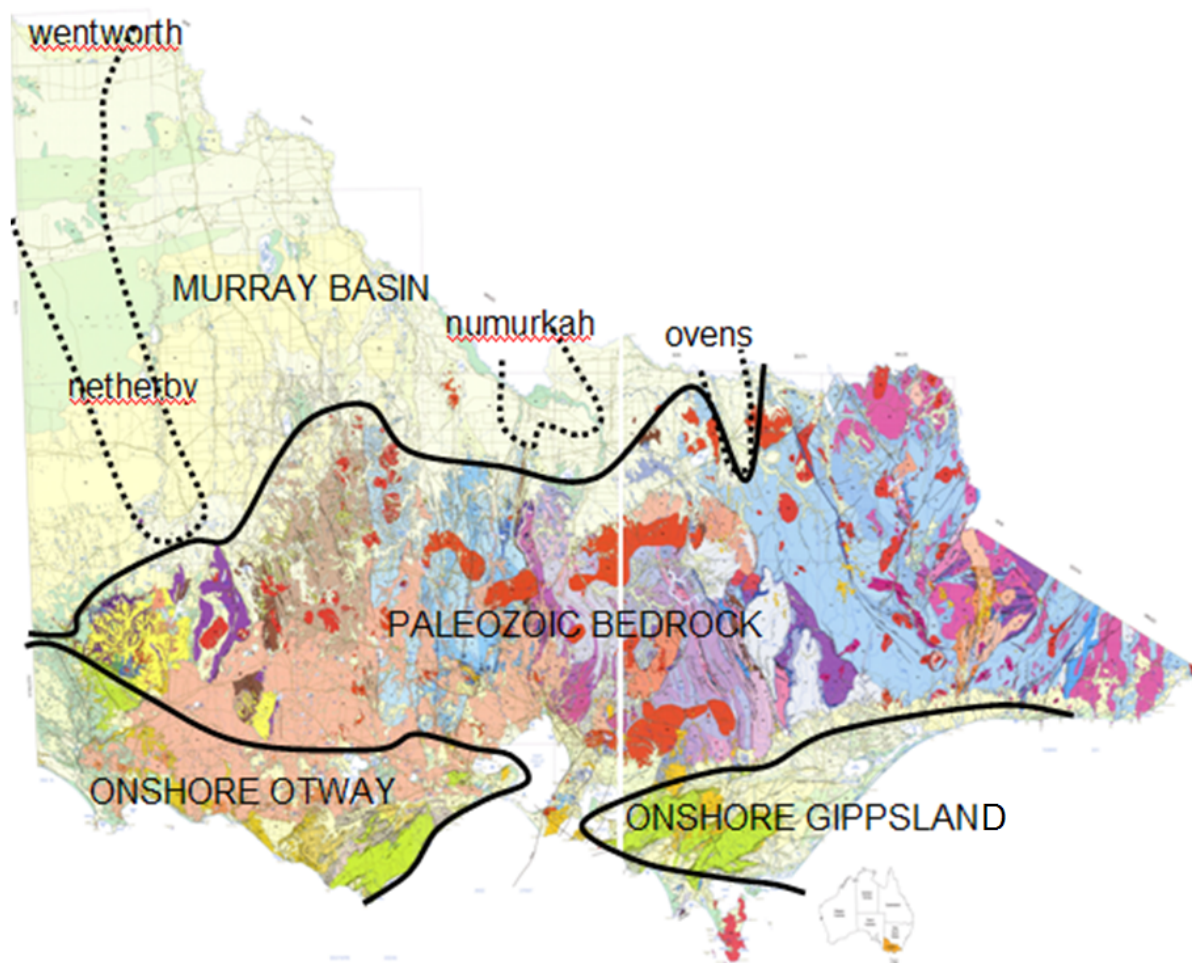 wentworth
MURRAY BASIN
numurkah
ovens
netherby
PALEOZOIC BEDROCK
ONSHORE OTWAY
ONSHORE GIPPSLAND